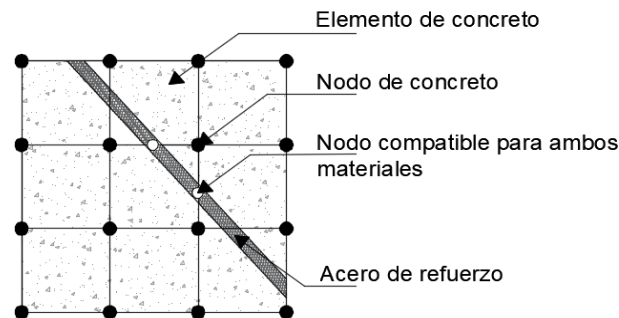 Elemento de concreto
Nodo de concreto
Nodo compatible para ambos
materiales
Acero de refuerzo